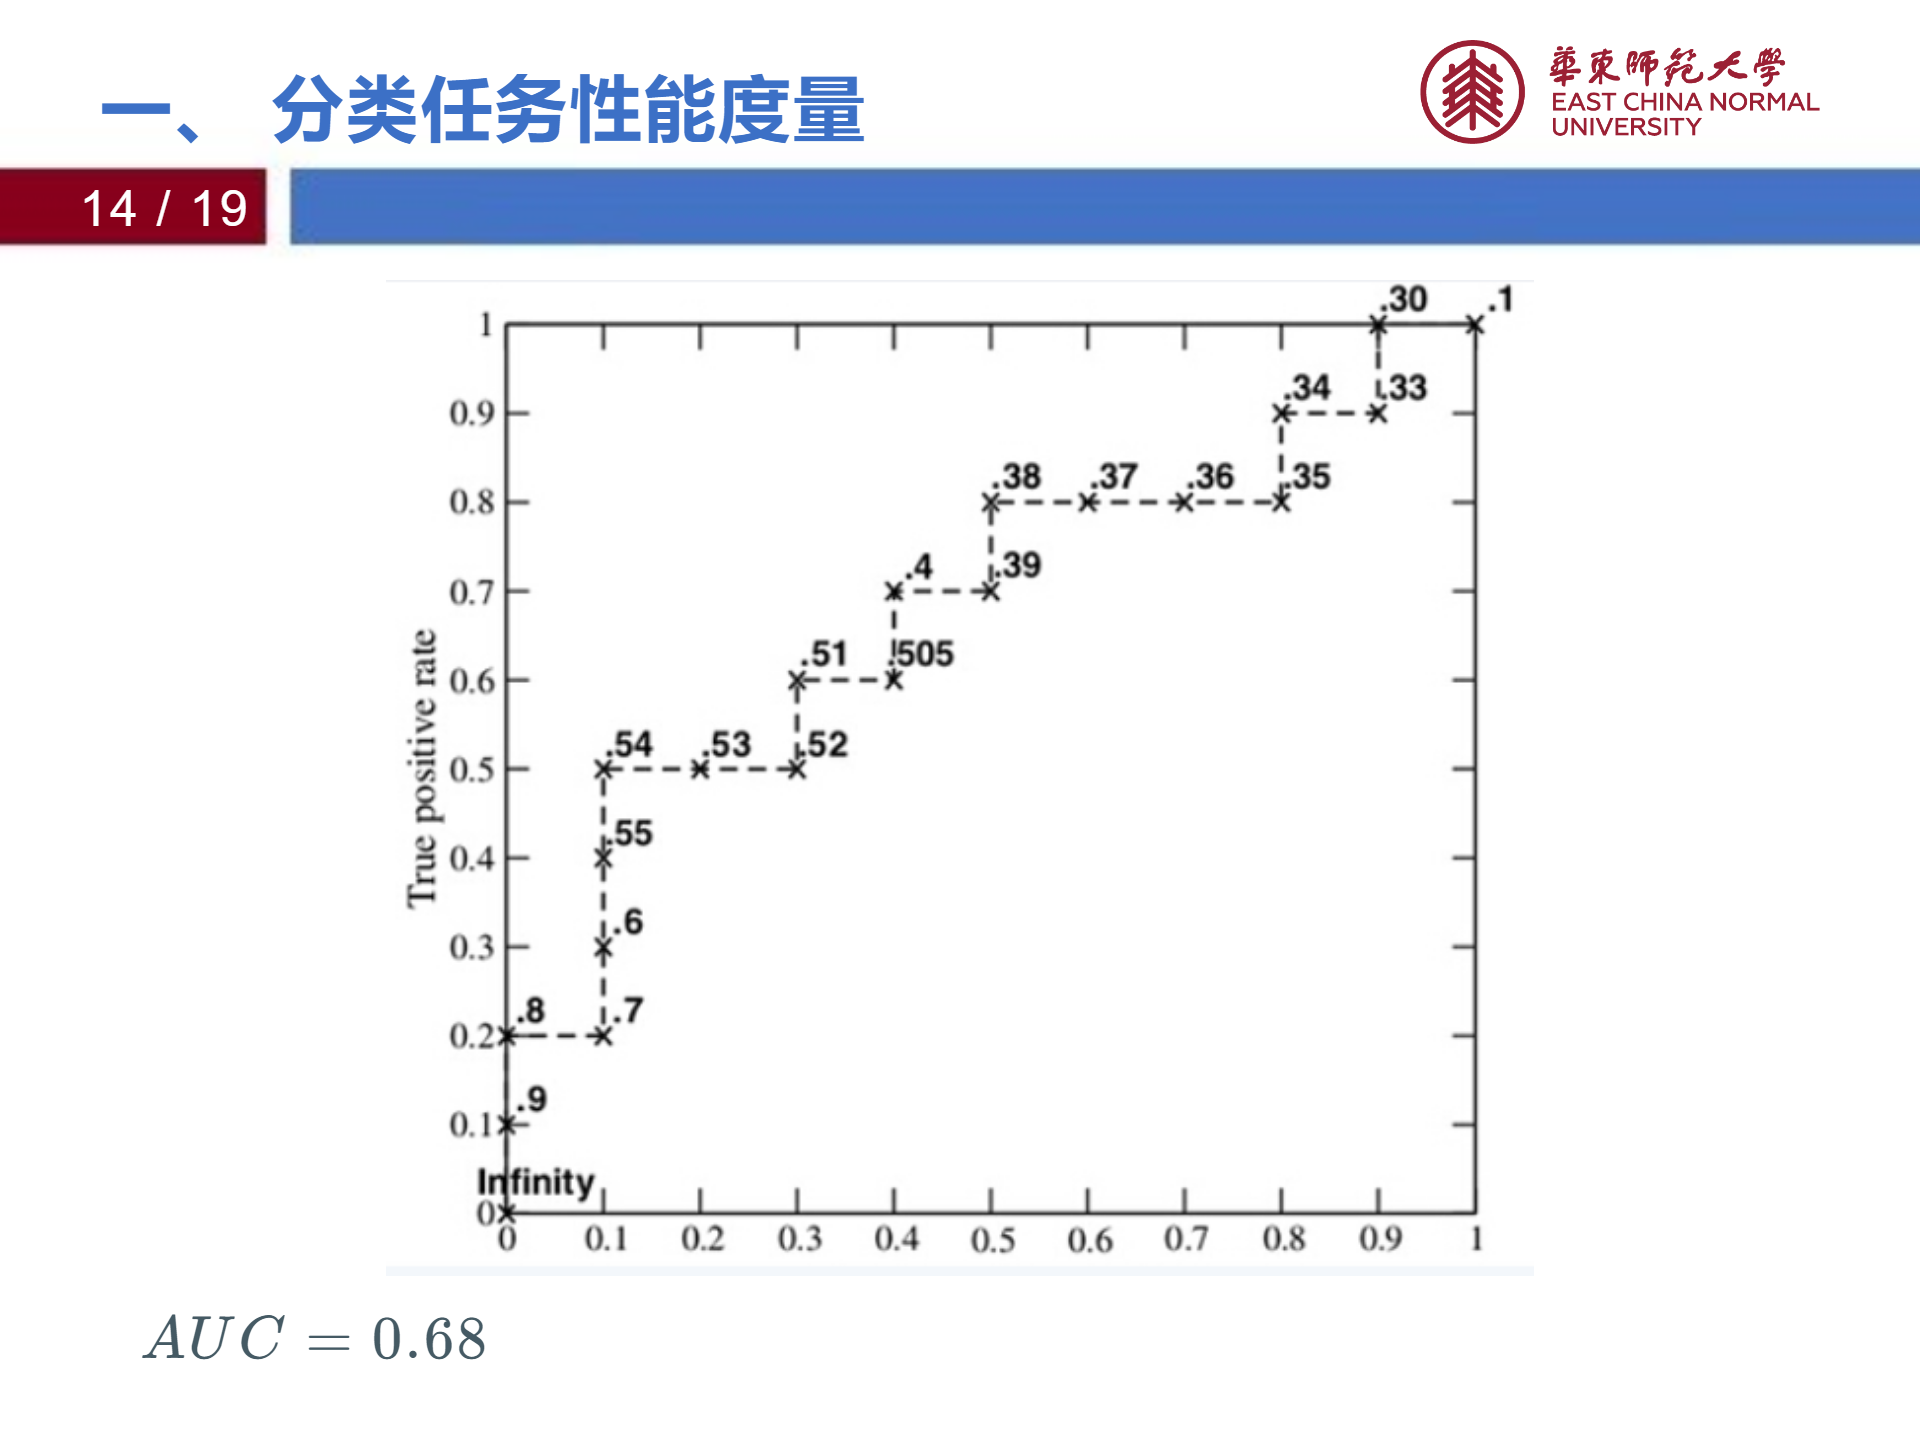 一、 分类任务性能度量
華東師範大學
EAST CHINA NORMAL
UNIVERSITY
14 / 19
.30 .1
1
.34 .33
0.9
.38 .37 .36 .35
0.8
.4 .39
0.7
.51 .505
0.6
.54 .53 .52
0.5
.55
0.4
.6
0.3
.8 .7
0.2
.9
0.1
Infinity
0
True positive rate
0 0.1 0.2 0.3 0.4 0.5 0.6 0.7 0.8 0.9 1
AUC = 0.68